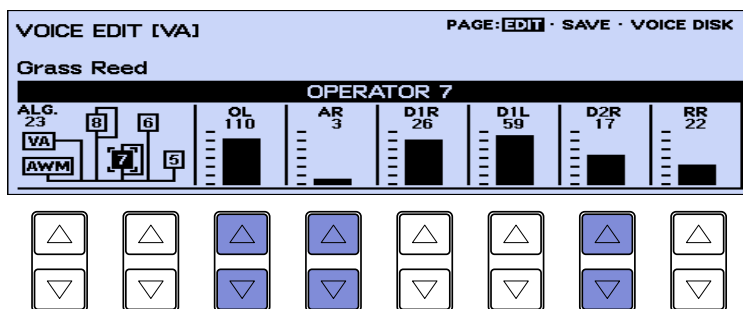 VOICE EDIT [VA]
PAGE: EDIT · SAVE · VOICE DISK
Grass Reed
OPERATOR 7
ALG. OL AR D1R D1L D2R RR
23 110 3 26 59 17 22
8 6
VA
7 5
AWM